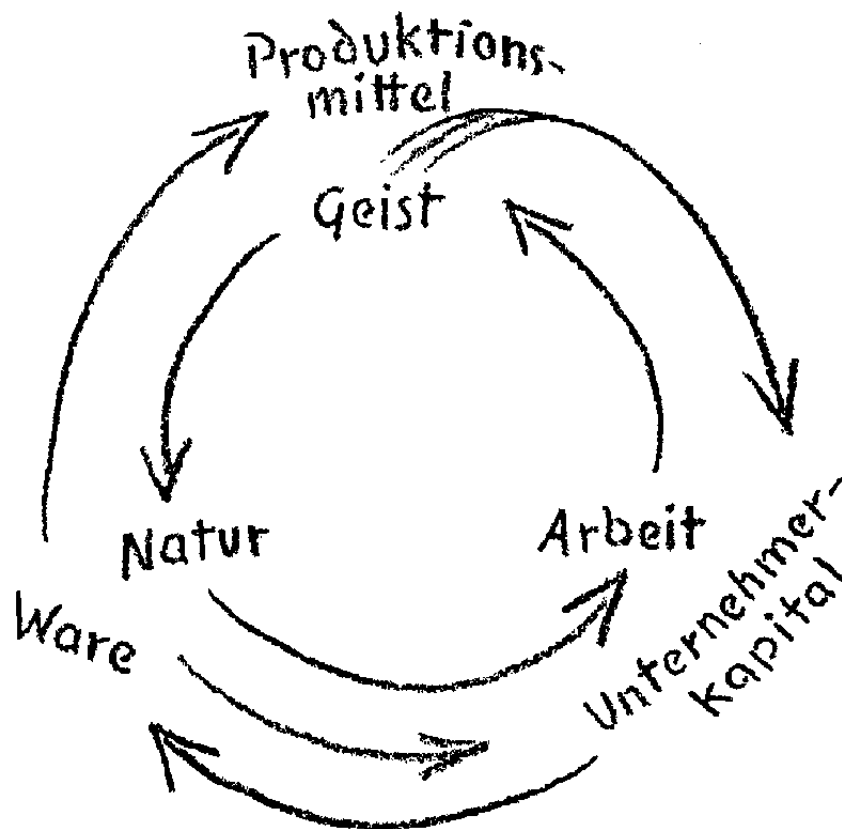 Produktions-
mittel
Geist
Natur
Arbeit
Ware
Unternehmer-
kapital